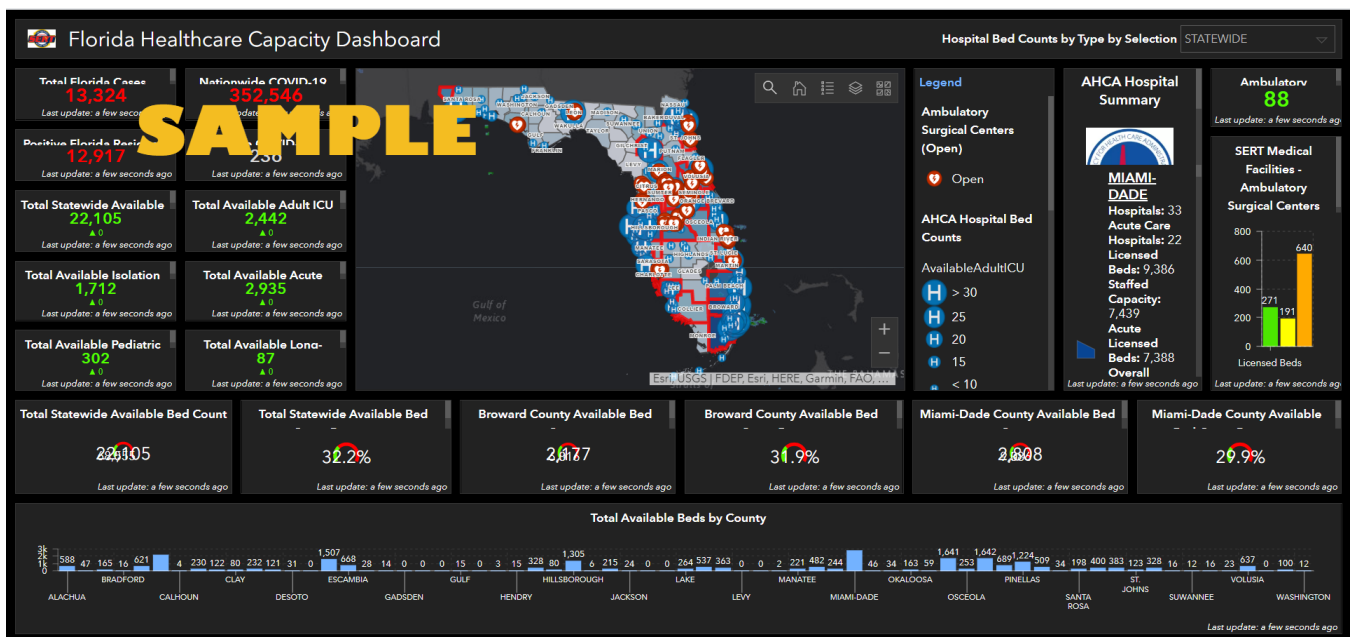 Florida Healthcare Capacity Dashboard
Hospital Bed Counts by Type by Selection
STATEWIDE
SAMPLE
Total Florida Cases
13,324
Nationwide COVID-19
352,546
12,917
Last update: a few seconds ago
Last update: a few seconds ago
Total Statewide Available
22,105
▲ 0
Last update: a few seconds ago
Total Available Adult ICU
2,442
▲ 0
Last update: a few seconds ago
Total Available Isolation
1,712
▲ 0
Last update: a few seconds ago
Total Available Acute
2,935
▲ 0
Last update: a few seconds ago
Total Available Pediatric
302
▲ 0
Last update: a few seconds ago
Total Available Long-
87
▲ 0
Last update: a few seconds ago
Gulf of
Mexico
Esri, USGS | FDEP, Esri, HERE, Garmin, FAO, ...
Legend
Ambulatory
Surgical Centers
(Open)
Open
AHCA Hospital Bed
Counts
AvailableAdultICU
H > 30
H 25
H 20
H 15
H < 10
AHCA Hospital
Summary
MIAMI-
DADE
Hospitals: 33
Acute Care
Hospitals: 22
Licensed
Beds: 9,386
Staffed
Capacity:
7,439
Acute
Licensed
Beds: 7,388
Overall
Last update: a few seconds ago
Ambulatory
88
Last update: a few seconds ago
SERT Medical
Facilities -
Ambulatory
Surgical Centers
800
600
400
200
0
271
191
640
Licensed Beds
Last update: a few seconds ago
Total Statewide Available Bed Count
22,105
Last update: a few seconds ago
Total Statewide Available Bed
32.2%
Last update: a few seconds ago
Broward County Available Bed
2,177
Last update: a few seconds ago
Broward County Available Bed
31.9%
Last update: a few seconds ago
Miami-Dade County Available Bed
2,808
Last update: a few seconds ago
Miami-Dade County Available
29.9%
Last update: a few seconds ago
Total Available Beds by County
3k
2k
1k
0
588 47 165 16 621 4 230 122 80 232 121 31 0 1,507 668 28 14 0 0 0 15 0 3 15 328 80 1,305 6 215 24 0 0 264 537 363 0 0 2 221 482 244 46 34 163 59 1,641 253 1,642 689 1,224 509 34 198 400 383 123 328 16 12 16 23 637 0 100 12
BRADFORD CLAY ESCAMBIA GULF HILLSBOROUGH LAKE MANATEE OKALOOSA PINELLAS ST. JOHNS VOLUSIA
ALACHUA CALHOUN DESOTO GADSDEN HENDRY JACKSON LEVY MIAMI-DADE OSCEOLA SANTA ROSA SUWANNEE WASHINGTON
Last update: a few seconds ago